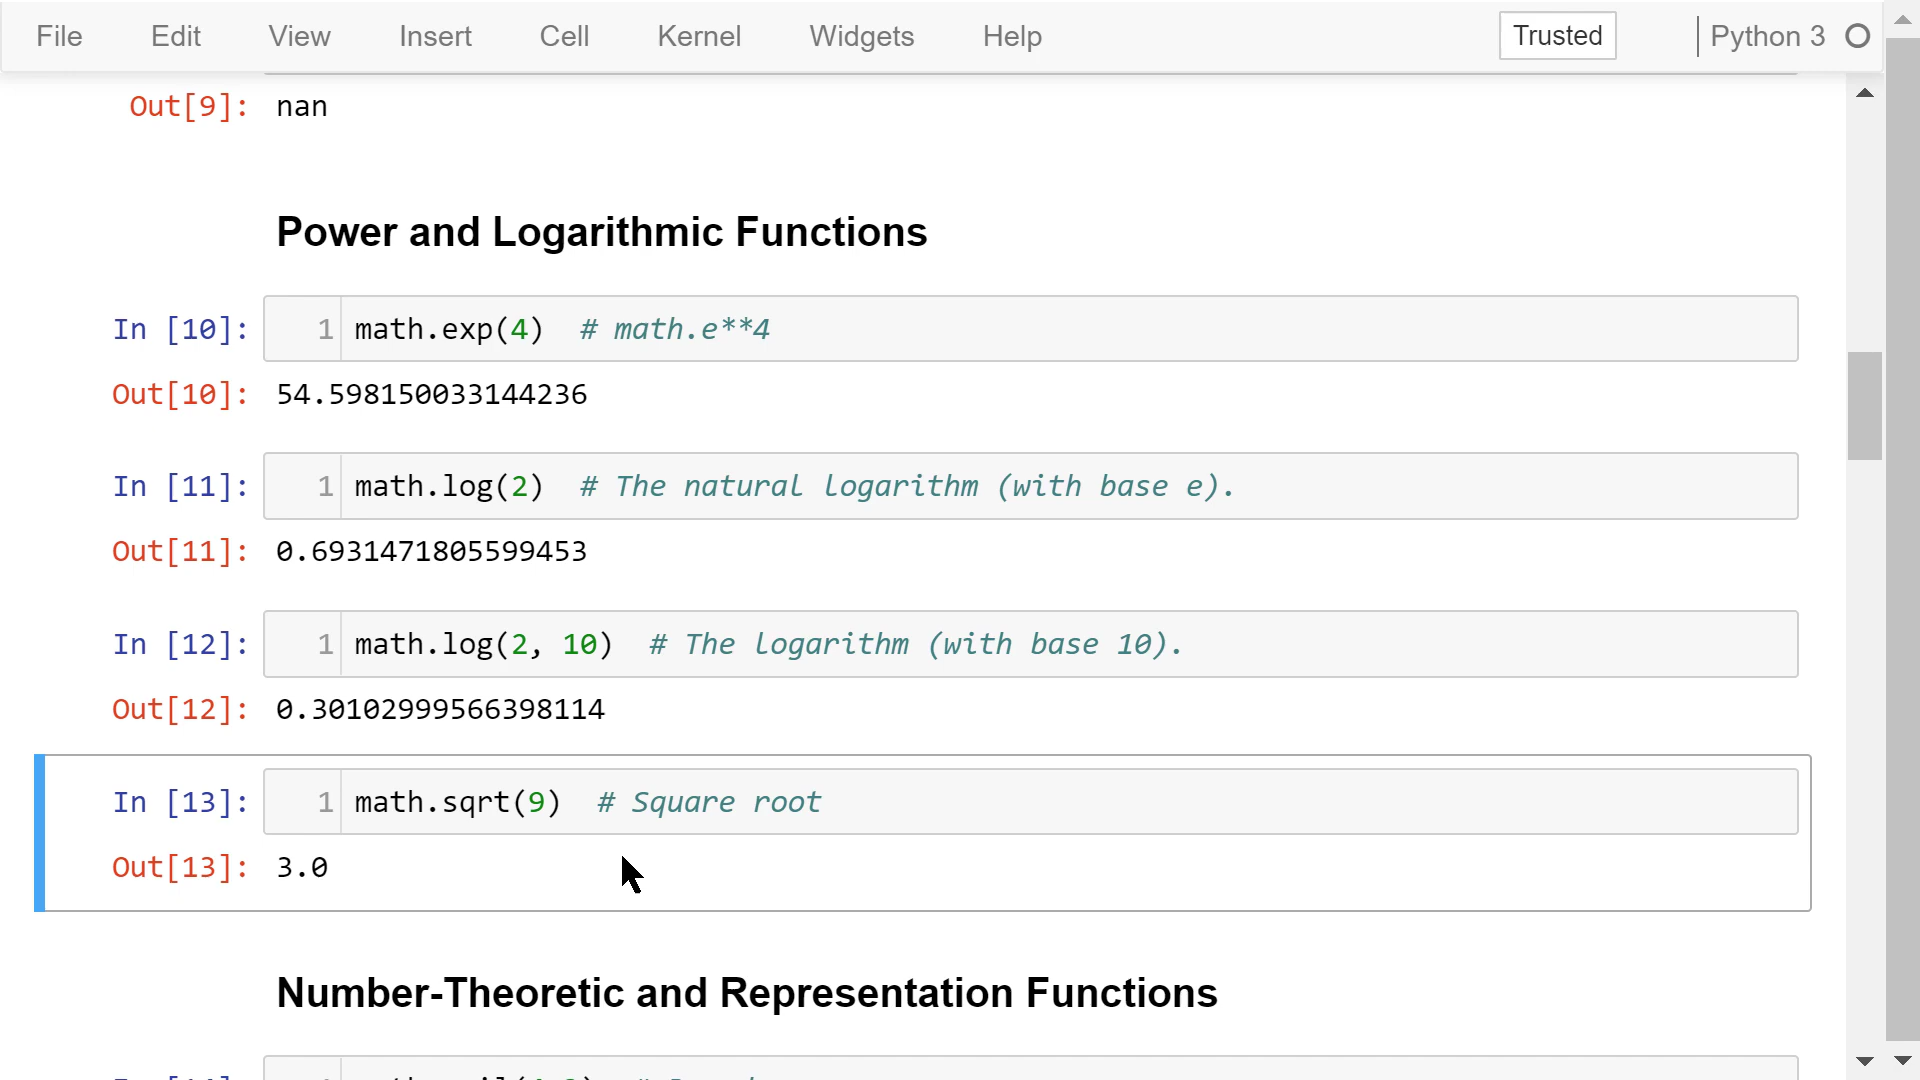 File Edit View Insert Cell Kernel Widgets Help Trusted Python 3
Out[9]: nan
Power and Logarithmic Functions
In [10]: 1 math.exp(4)  # math.e**4
Out[10]: 54.598150033144236
In [11]: 1 math.log(2)  # The natural logarithm (with base e).
Out[11]: 0.6931471805599453
In [12]: 1 math.log(2, 10)  # The logarithm (with base 10).
Out[12]: 0.30102999566398114
In [13]: 1 math.sqrt(9)  # Square root
Out[13]: 3.0
Number-Theoretic and Representation Functions